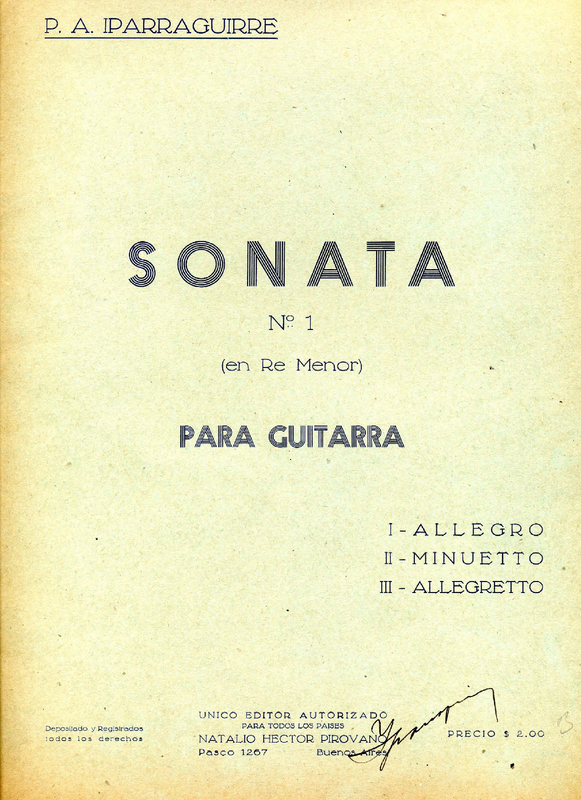 P. A. IPARRAGUIRRE
SONATA
Nº 1
(en Re Menor)
PARA GUITARRA
I - ALLEGRO
II - MINUETTO
III - ALLEGRETTO
Depositado y Registrados
todos los derechos
UNICO EDITOR AUTORIZADO
PARA TODOS LOS PAISES
NATALIO HECTOR PIROVANO
Pasco 1267 Buenos Aires
PRECIO $ 2.00